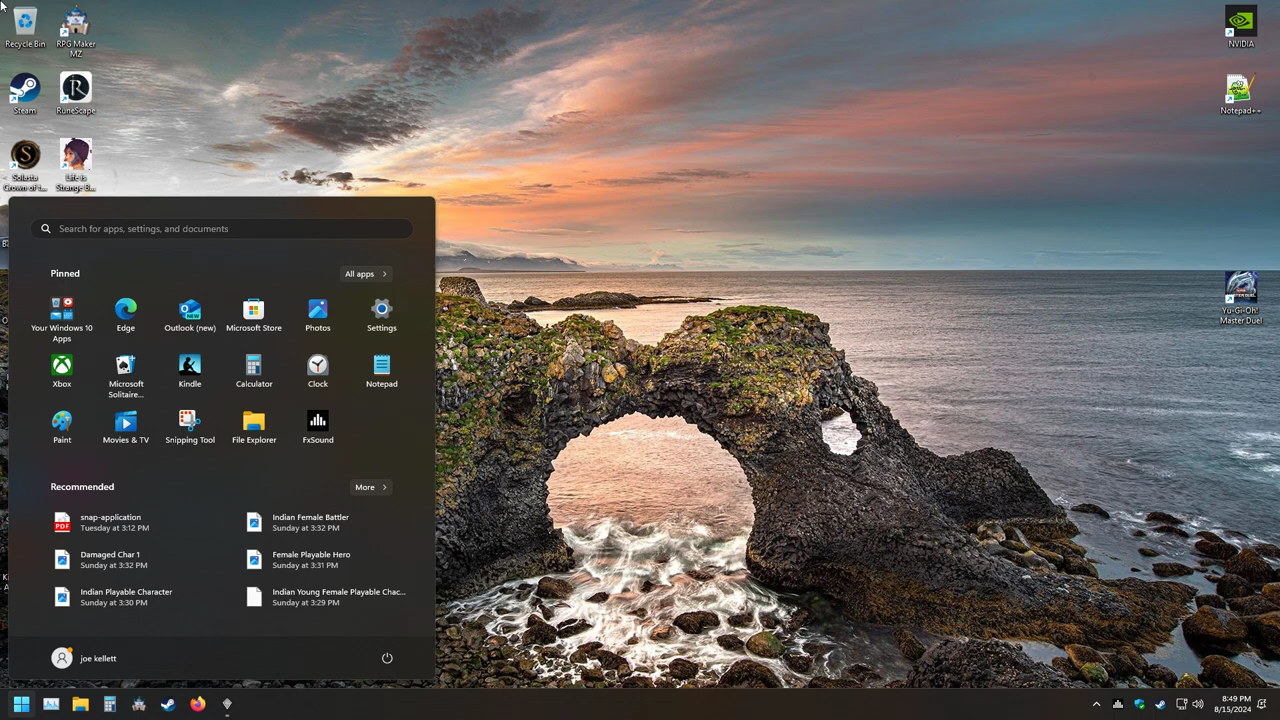 Recycle Bin
RPG Maker
MZ
Steam
RuneScape
Solasta
Crown of t...
Life is
Strange B...
NVIDIA
Notepad++
Yu-Gi-Oh!
Master Duel
Search for apps, settings, and documents
Pinned
All apps
Your Windows 10
Apps
Edge
Outlook (new)
Microsoft Store
Photos
Settings
Xbox
Microsoft
Solitaire...
Kindle
Calculator
Clock
Notepad
Paint
Movies & TV
Snipping Tool
File Explorer
FxSound
Recommended
More
snap-application
Tuesday at 3:12 PM
Indian Female Battler
Sunday at 3:32 PM
Damaged Char 1
Sunday at 3:32 PM
Female Playable Hero
Sunday at 3:31 PM
Indian Playable Character
Sunday at 3:30 PM
Indian Young Female Playable Chac...
Sunday at 3:29 PM
joe kellett
8:49 PM
8/15/2024